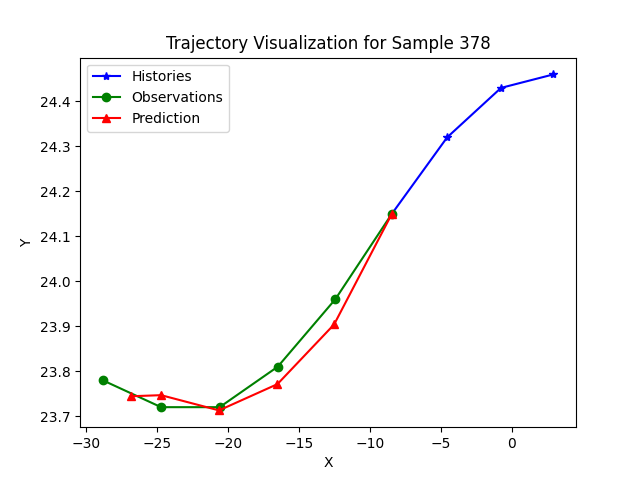 Trajectory Visualization for Sample 378
Histories
Observations
Prediction
24.4
24.3
24.2
24.1
24.0
23.9
23.8
23.7
Y
−30
−25
−20
−15
−10
−5
0
X